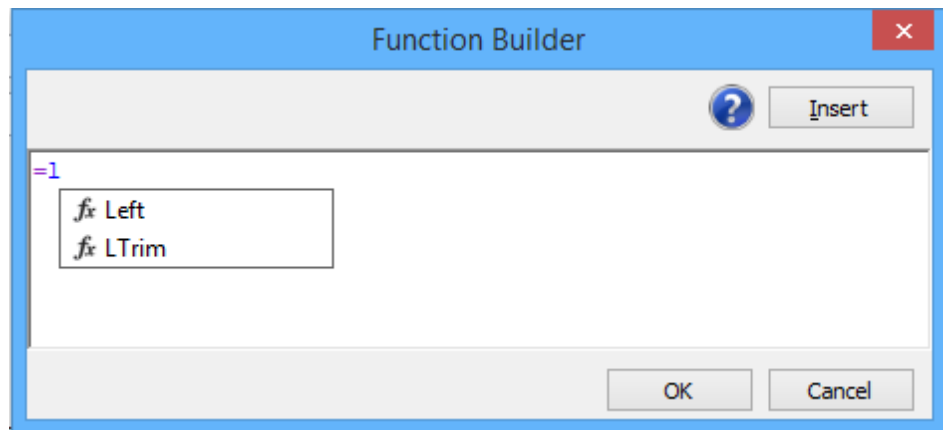 Function Builder
Insert
=l
Left
LTrim
OK
Cancel